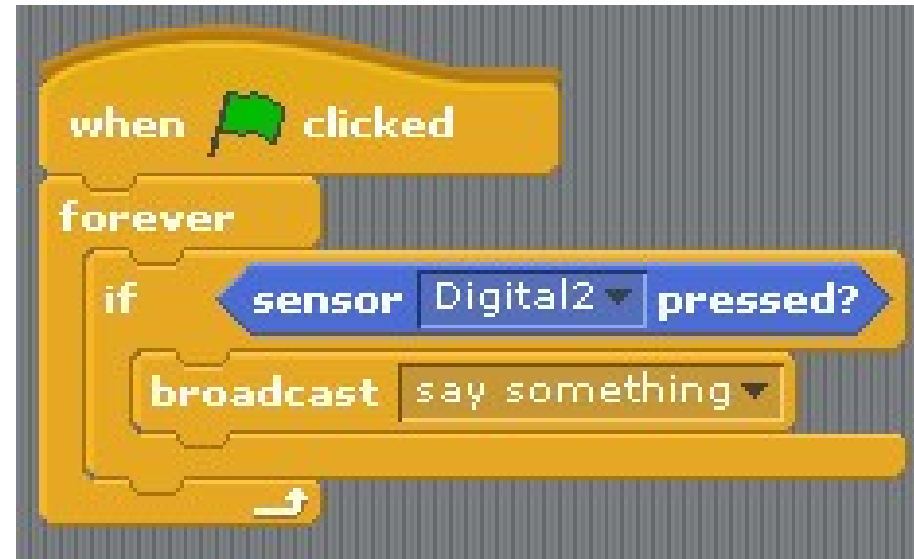 when clicked
forever
if sensor Digital2 pressed?
broadcast say something